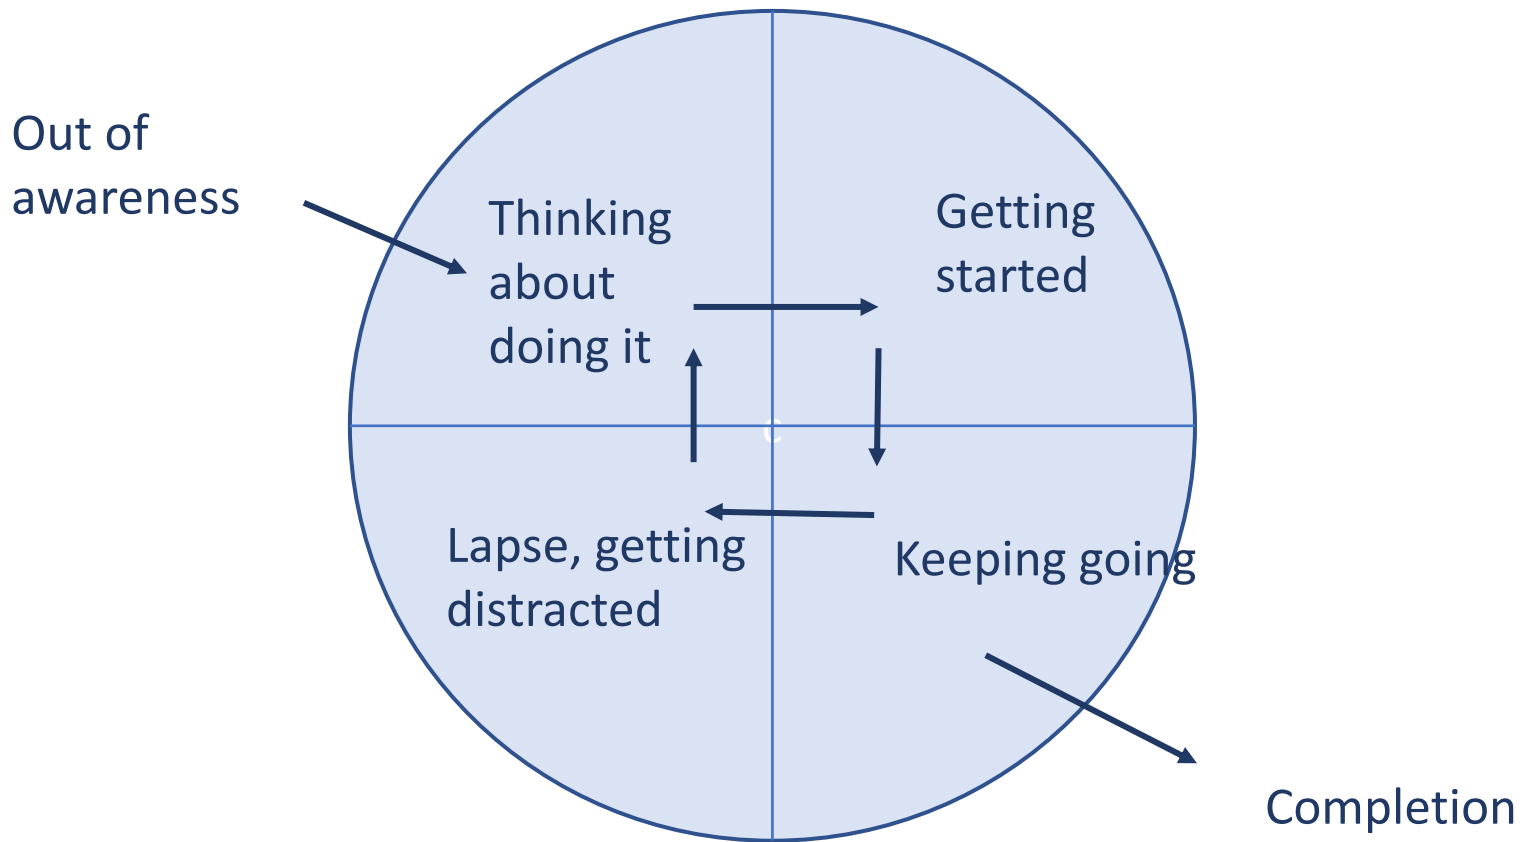 Out of
awareness
Thinking
about
doing it
Getting
started
c
Lapse, getting
distracted
Keeping going
Completion